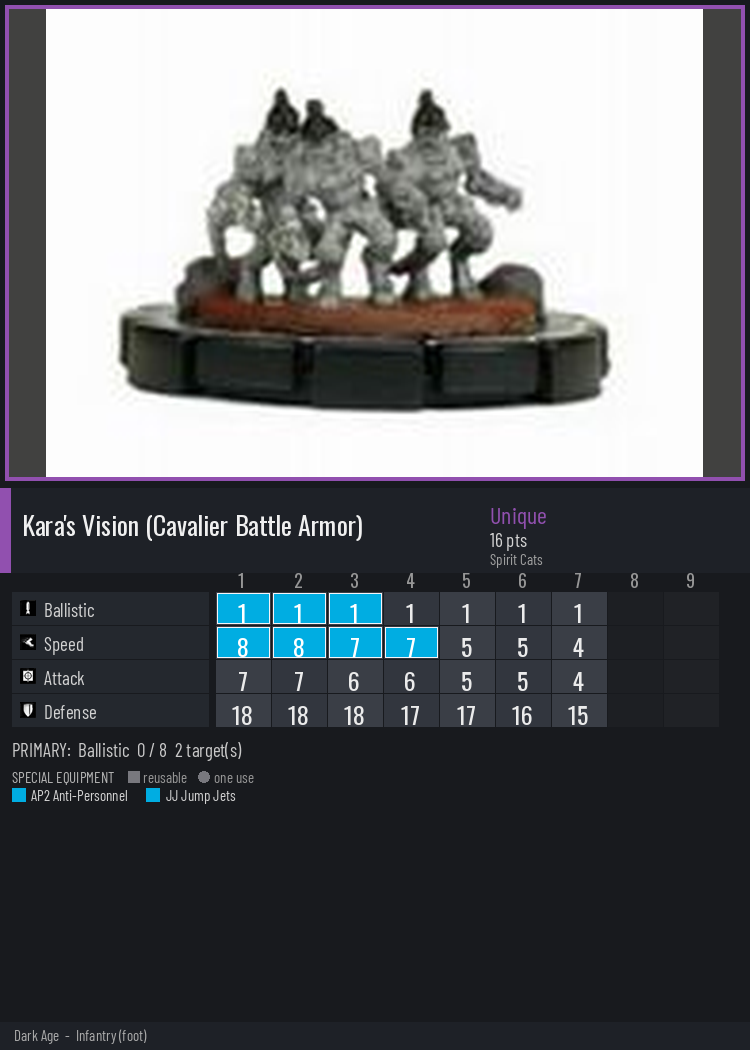 Kara's Vision (Cavalier Battle Armor)
Unique
16 pts
Spirit Cats
1 2 3 4 5 6 7 8 9
Ballistic 1 1 1 1 1 1 1
Speed 8 8 7 7 5 5 4
Attack 7 7 6 6 5 5 4
Defense 18 18 18 17 17 16 15
PRIMARY: Ballistic 0 / 8 2 target(s)
SPECIAL EQUIPMENT reusable one use
AP2 Anti-Personnel JJ Jump Jets
Dark Age - Infantry (foot)